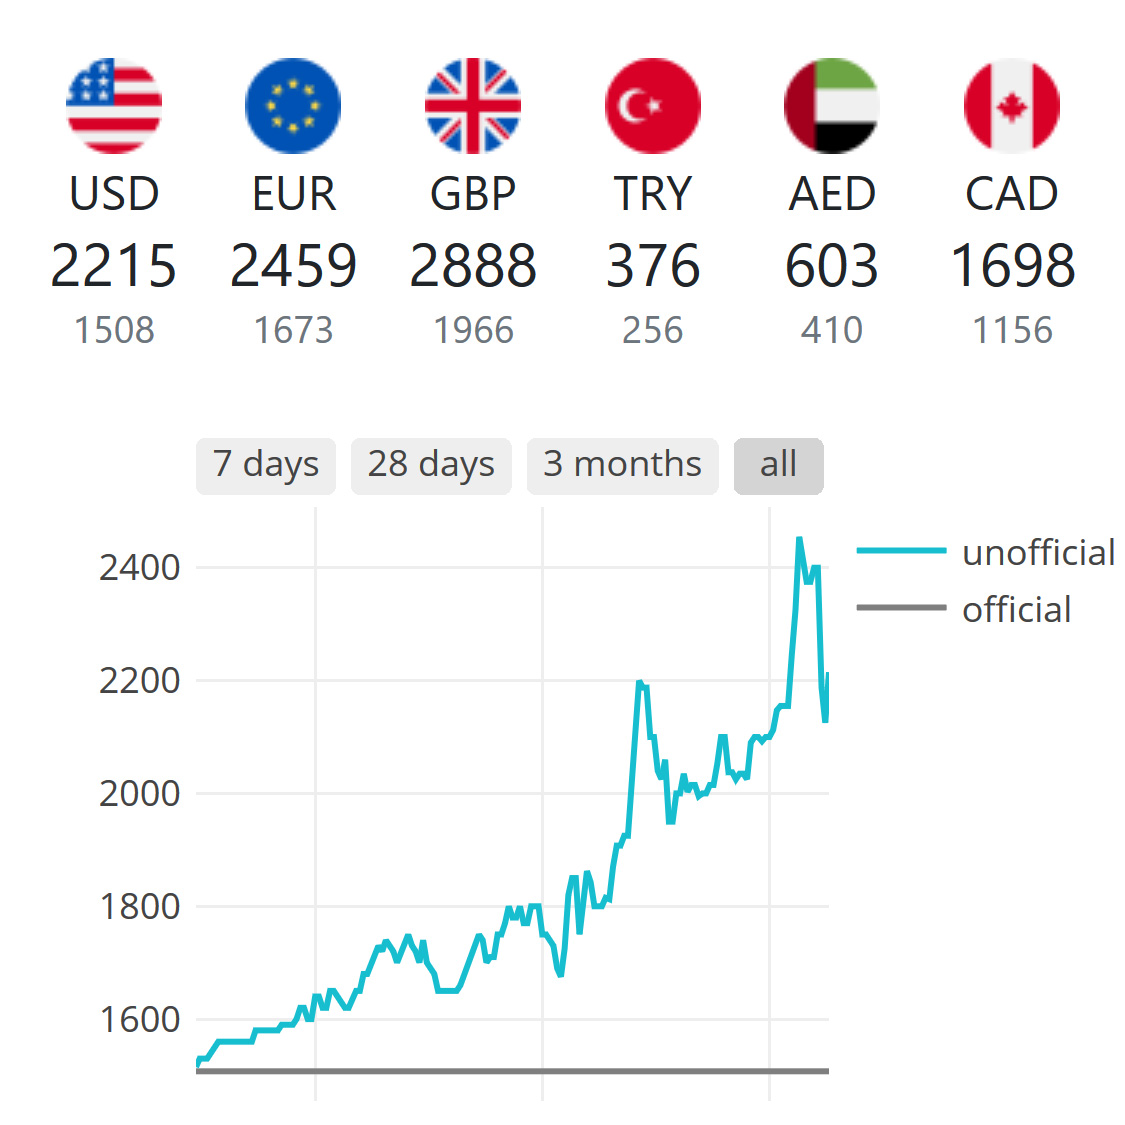 USD EUR GBP TRY AED CAD
2215 2459 2888 376 603 1698
1508 1673 1966 256 410 1156
7 days 28 days 3 months all
2400
2200
2000
1800
1600
unofficial
official